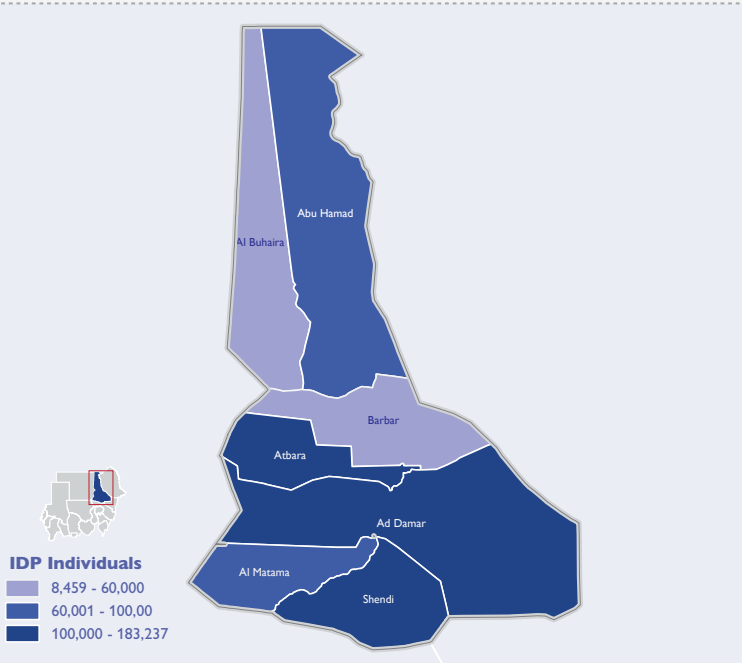 Abu Hamad
Al Buhaira
Barbar
Atbara
Ad Damar
Al Matama
Shendi
IDP Individuals
8,459 - 60,000
60,001 - 100,00
100,000 - 183,237